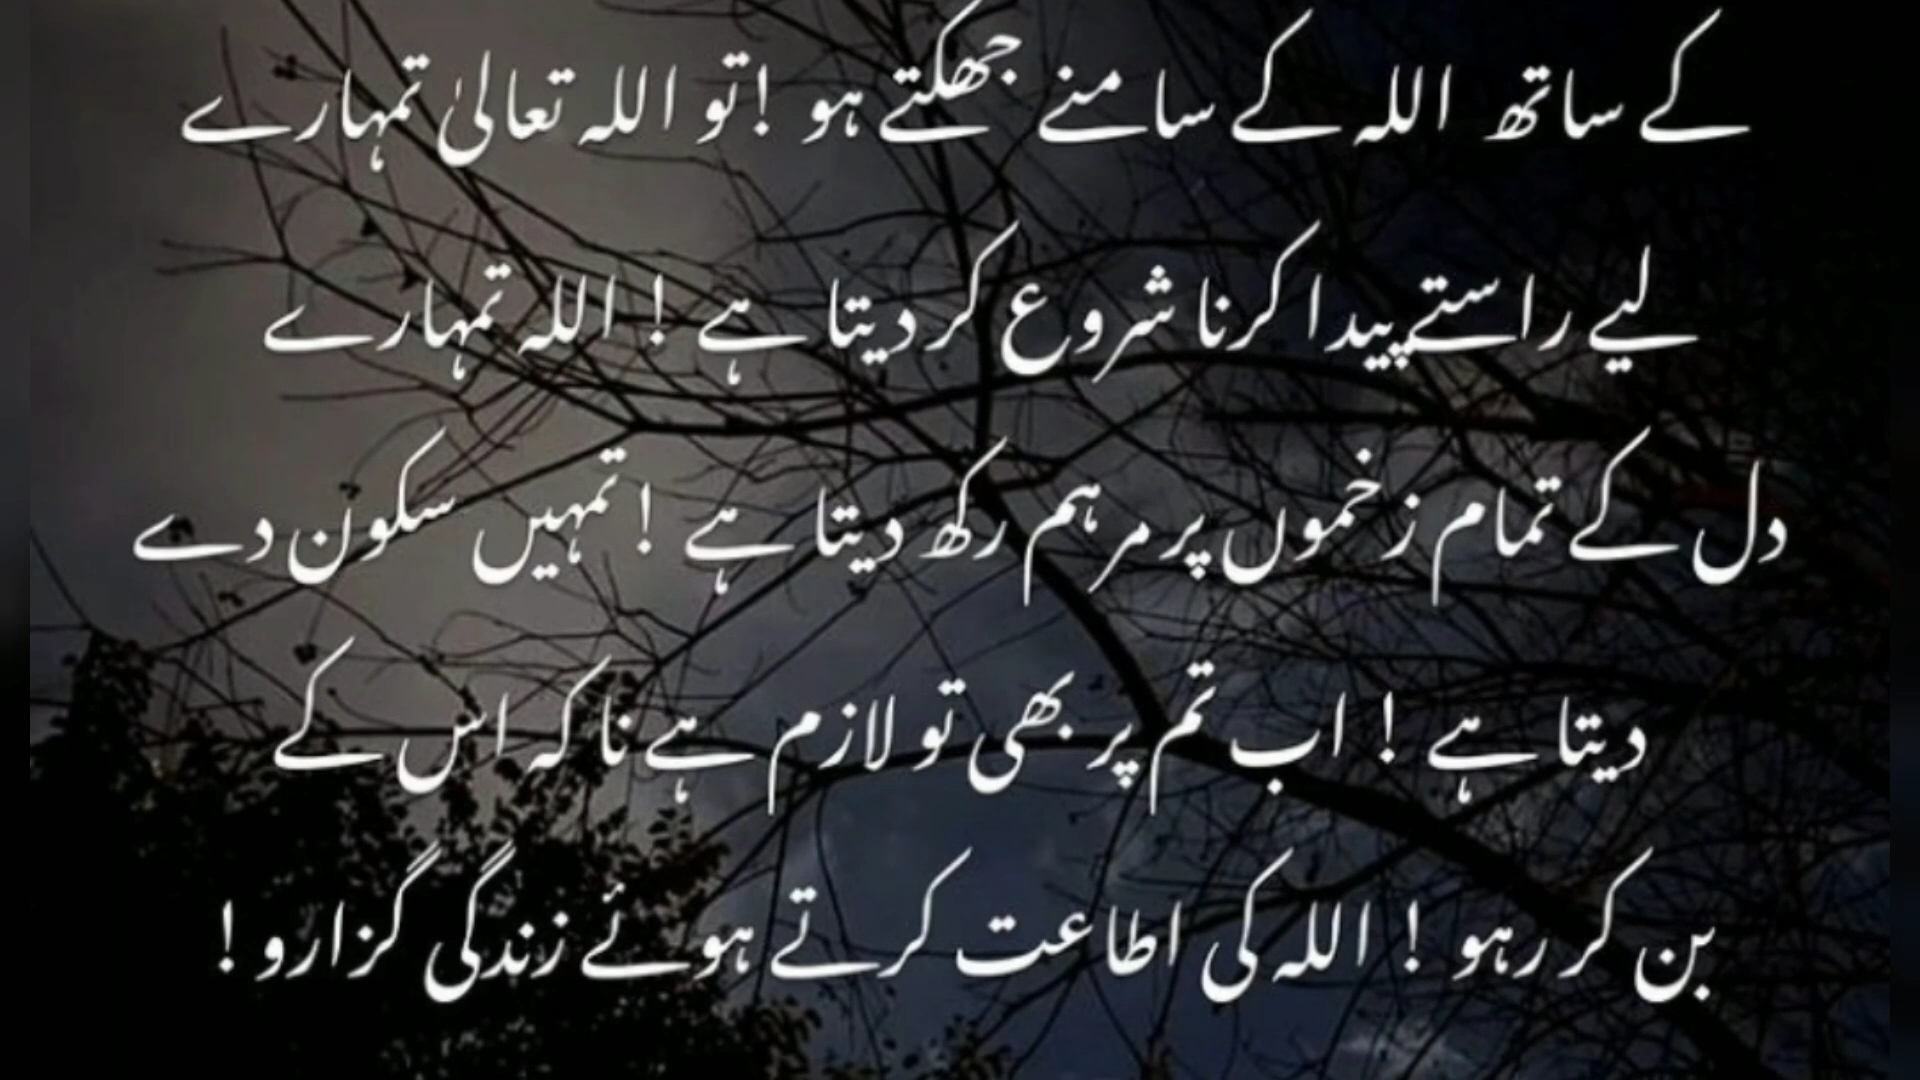 کے ساتھ اللہ کے سامنے جھکتے ہو !تو اللہ تعالیٰ تمہارے
لیے راستے پیدا کرنا شروع کر دیتا ہے ! اللہ تمہارے
دل کے تمام زخموں پر مرہم رکھ دیتا ہے ! تمہیں سکون دے
دیتا ہے ! اب تم پر بھی تو لازم ہے نا کہ اس کے
بن کر رہو ! اللہ کی اطاعت کرتے ہوئے زندگی گزارو !